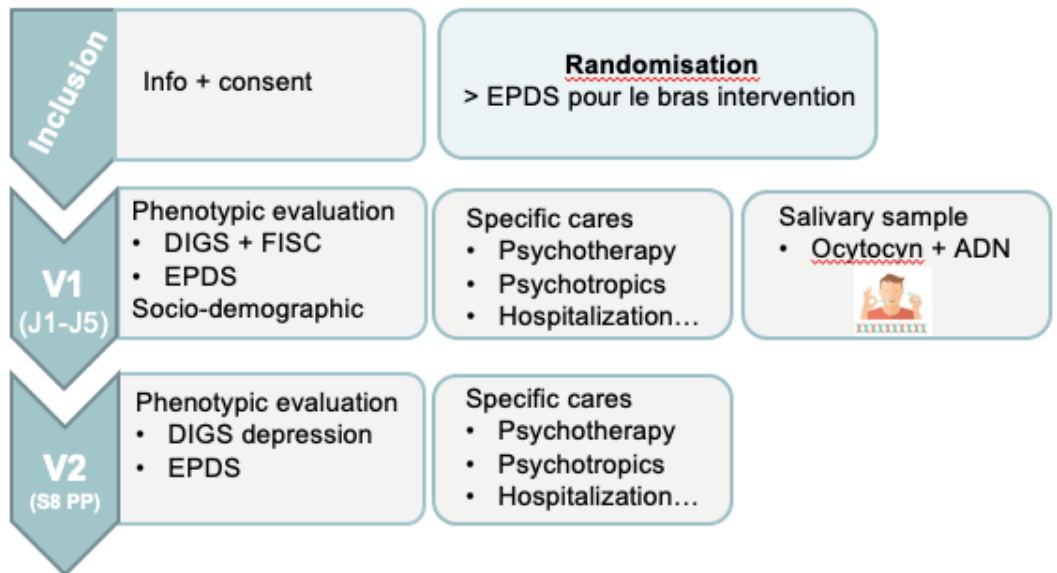 Inclusion
Info + consent
Randomisation
> EPDS pour le bras intervention
V1
(J1-J5)
Phenotypic evaluation
• DIGS + FISC
• EPDS
Socio-demographic
Specific cares
• Psychotherapy
• Psychotropics
• Hospitalization…
Salivary sample
• Ocytocyn + ADN
V2
(S8 PP)
Phenotypic evaluation
• DIGS depression
• EPDS
Specific cares
• Psychotherapy
• Psychotropics
• Hospitalization…